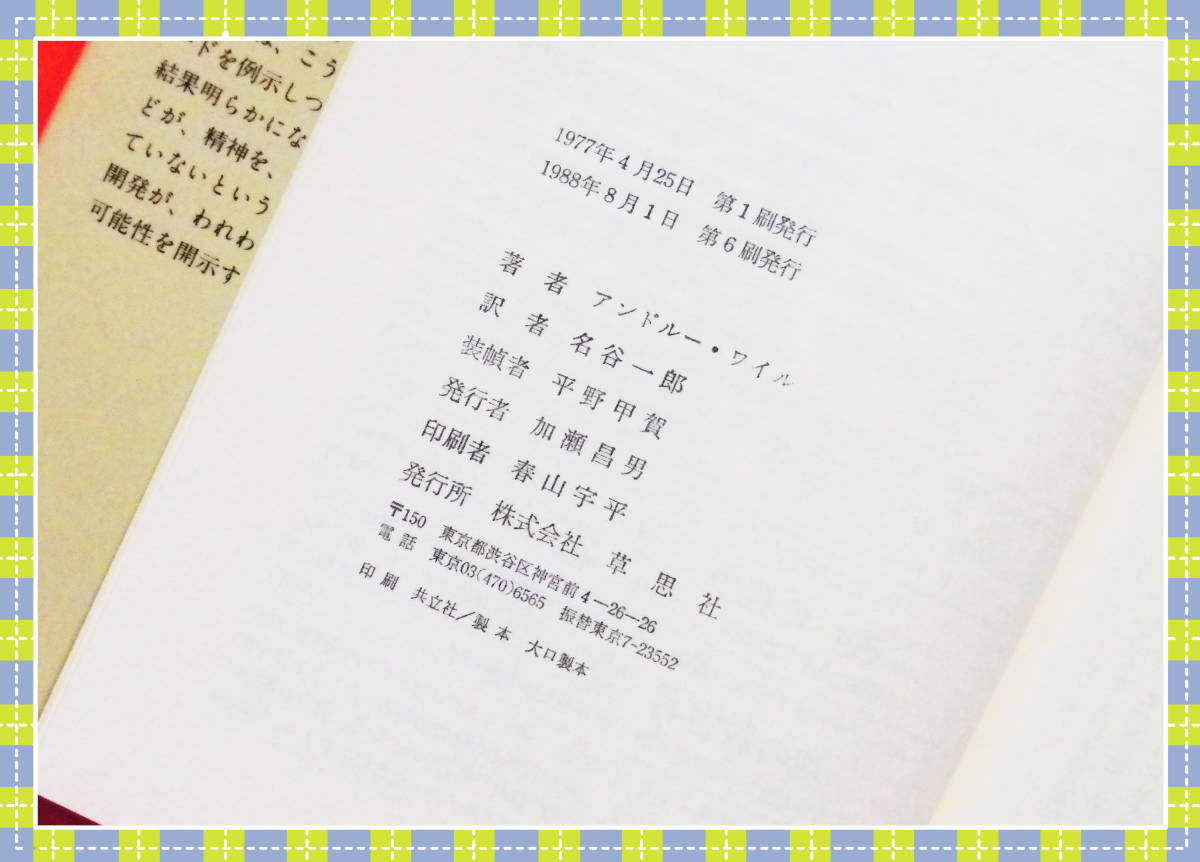 こう
ドを例示しつ
結果明らかにな
どが、精神を、
ていないという
開発が、われわ
可能性を開示す
1977年4月25日 第1刷発行
1988年8月1日 第6刷発行
著者 アンドルー・ワイル
訳者 名谷一郎
装幀者 平野甲賀
発行者 加瀬昌男
印刷者 春山宇平
発行所 株式会社 草思社
〒150 東京都渋谷区神宮前4—26—26
電話 東京03(470)6565 振替東京7-23552
印刷 共立社/製本 大口製本